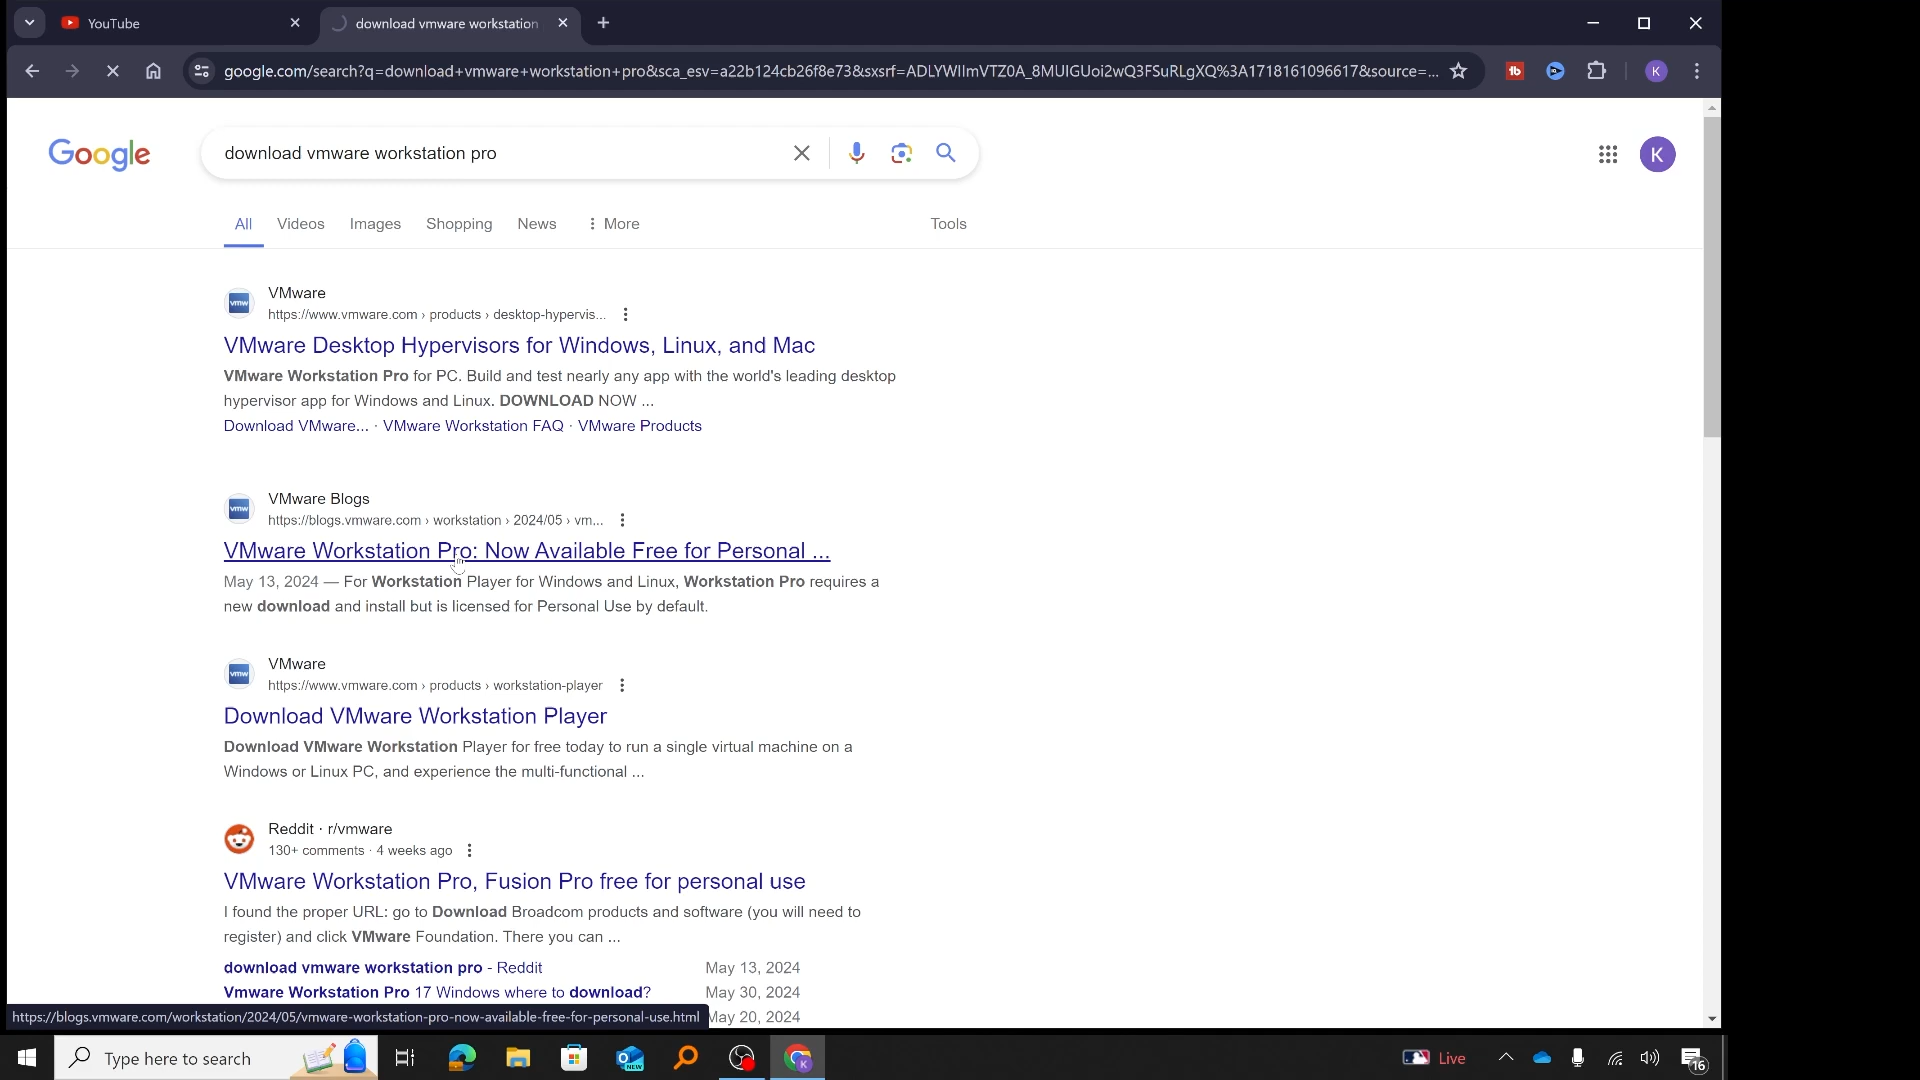 YouTube
download vmware workstation
google.com/search?q=download+vmware+workstation+pro&sca_esv=a22b124cb26f8e73&sxsrf=ADLYWIImVTZ0A_8MUIGUoi2wQ3FSuRLgXQ%3A1718161096617&source=...
tb
K
Google
download vmware workstation pro
K
All
Videos
Images
Shopping
News
More
Tools
vmw
VMware
https://www.vmware.com › products › desktop-hypervis...
VMware Desktop Hypervisors for Windows, Linux, and Mac
VMware Workstation Pro for PC. Build and test nearly any app with the world's leading desktop
hypervisor app for Windows and Linux. DOWNLOAD NOW ...
Download VMware... · VMware Workstation FAQ · VMware Products
vmw
VMware Blogs
https://blogs.vmware.com › workstation › 2024/05 › vm...
VMware Workstation Pro: Now Available Free for Personal ...
May 13, 2024 — For Workstation Player for Windows and Linux, Workstation Pro requires a
new download and install but is licensed for Personal Use by default.
vmw
VMware
https://www.vmware.com › products › workstation-player
Download VMware Workstation Player
Download VMware Workstation Player for free today to run a single virtual machine on a
Windows or Linux PC, and experience the multi-functional ...
Reddit · r/vmware
130+ comments · 4 weeks ago
VMware Workstation Pro, Fusion Pro free for personal use
I found the proper URL: go to Download Broadcom products and software (you will need to
register) and click VMware Foundation. There you can ...
download vmware workstation pro - Reddit May 13, 2024
Vmware Workstation Pro 17 Windows where to download? May 30, 2024
https://blogs.vmware.com/workstation/2024/05/vmware-workstation-pro-now-available-free-for-personal-use.html May 20, 2024
Type here to search
NEW
K
Live
16